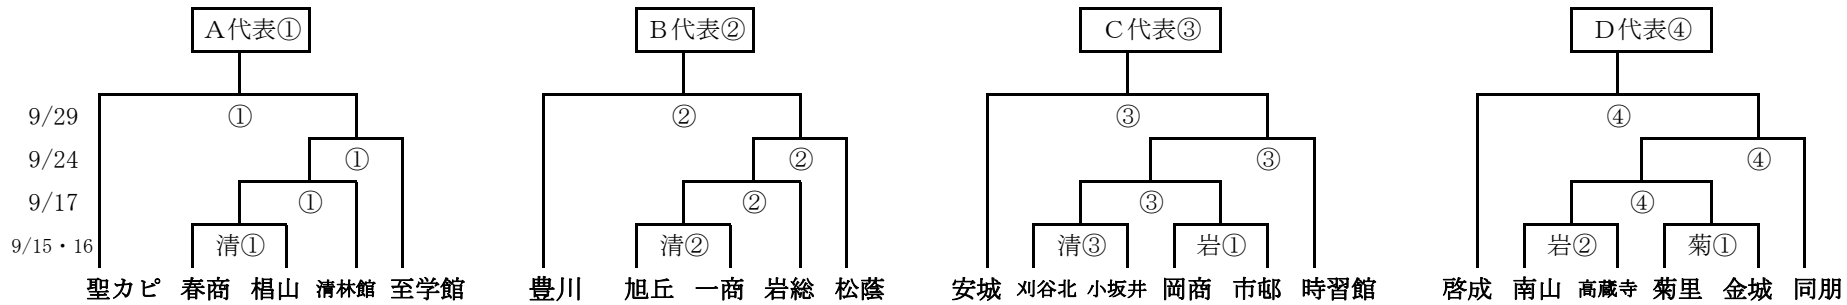 Ａ代表① Ｂ代表② Ｃ代表③ Ｄ代表④
9/29 ① ② ③ ④
9/24 ① ② ③ ④
9/17 ① ② ③ ④
9/15・16 清① 清② 清③ 岩① 岩② 菊①
聖カピ 春商 椙山 清林館 至学館 豊川 旭丘 一商 岩総 松蔭 安城 刈谷北 小坂井 岡商 市邨 時習館 啓成 南山 高蔵寺 菊里 金城 同朋